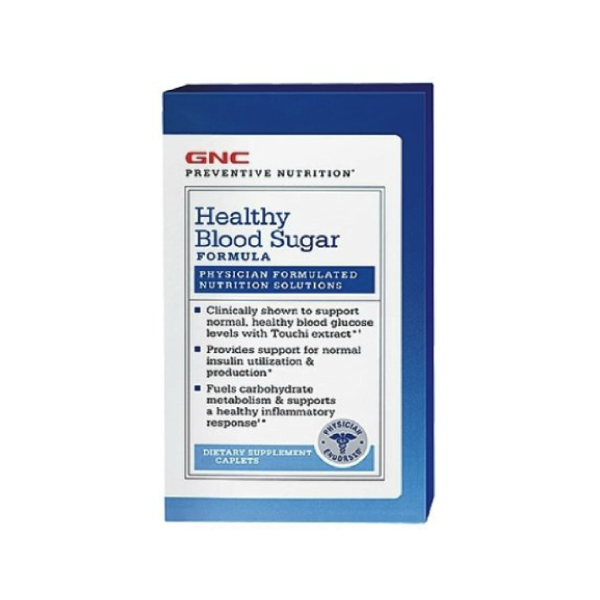 GNC
PREVENTIVE NUTRITION*
Healthy
Blood Sugar
FORMULA
PHYSICIAN FORMULATED
NUTRITION SOLUTIONS
▪ Clinically shown to support
normal, healthy blood glucose
levels with Touchi extract*†
▪ Provides support for normal
insulin utilization &
production*
▪ Fuels carbohydrate
metabolism & supports
a healthy inflammatory
response*
PHYSICIAN
ENDORSED
DIETARY SUPPLEMENT
CAPLETS